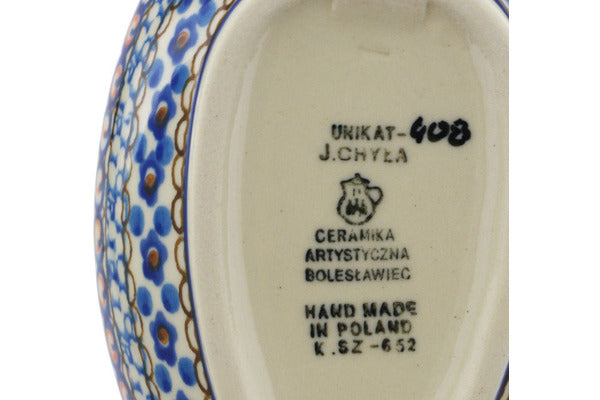 UNIKAT-408
J.CHYŁA
CERAMIKA
ARTYSTYCZNA
BOLESŁAWIEC
HAND MADE
IN POLAND
K.SZ-652